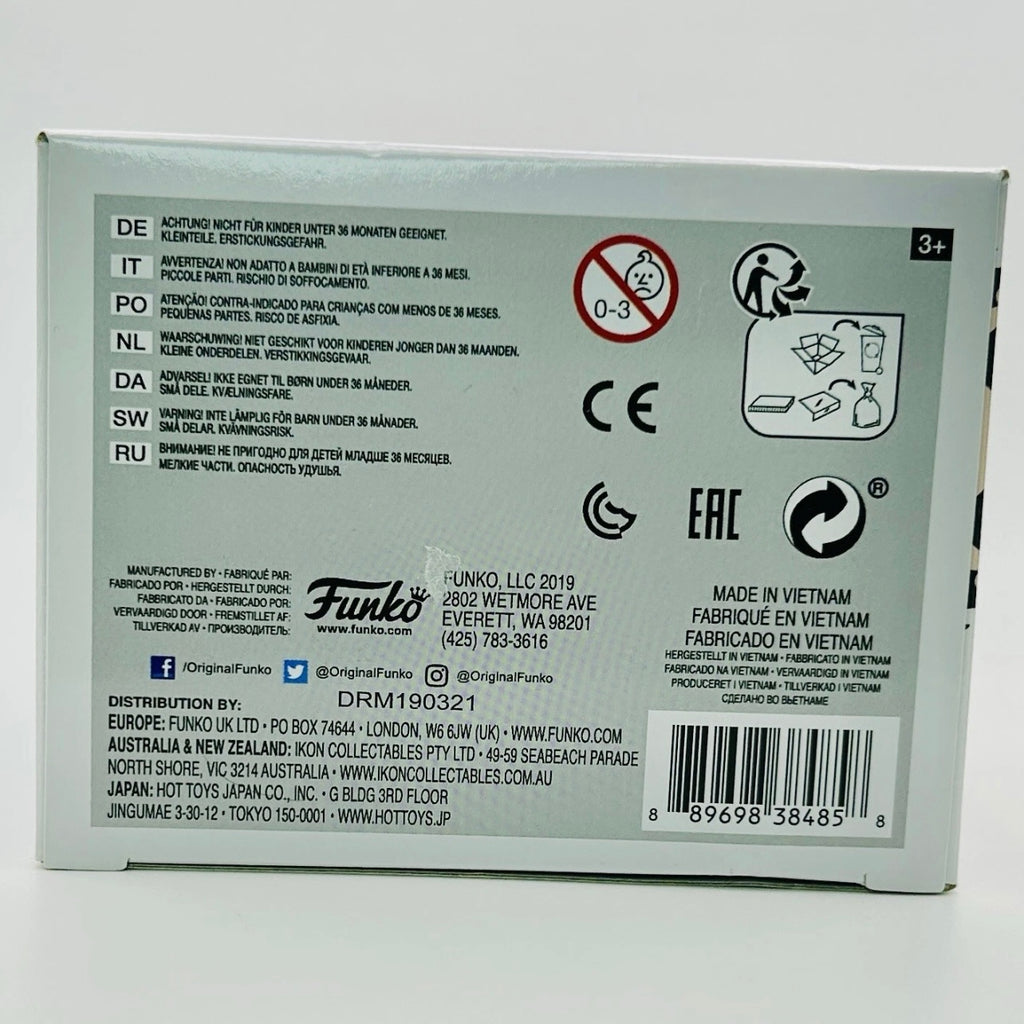 DE ACHTUNG! NICHT FÜR KINDER UNTER 36 MONATEN GEEIGNET.
KLEINTEILE. ERSTICKUNGSGEFAHR.
IT AVVERTENZA! NON ADATTO A BAMBINI DI ETÀ INFERIORE A 36 MESI.
PICCOLE PARTI. RISCHIO DI SOFFOCAMENTO.
PO ATENÇÃO! CONTRA-INDICADO PARA CRIANÇAS COM MENOS DE 36 MESES.
PEQUENAS PARTES. RISCO DE ASFIXIA.
NL WAARSCHUWING! NIET GESCHIKT VOOR KINDEREN JONGER DAN 36 MAANDEN.
KLEINE ONDERDELEN. VERSTIKKINGSGEVAAR.
DA ADVARSEL! IKKE EGNET TIL BØRN UNDER 36 MÅNEDER.
SMÅ DELE. KVÆLNINGSFARE.
SW VARNING! INTE LÄMPLIG FÖR BARN UNDER 36 MÅNADER.
SMÅ DELAR. KVÄVNINGSRISK.
RU ВНИМАНИЕ! НЕ ПРИГОДНО ДЛЯ ДЕТЕЙ МЛАДШЕ 36 МЕСЯЦЕВ.
МЕЛКИЕ ЧАСТИ. ОПАСНОСТЬ УДУШЬЯ.
0-3
3+
CE
EAC
®
MANUFACTURED BY • FABRIQUÉ PAR:
FABRICADO POR • HERGESTELLT DURCH:
FABBRICATO DA • FABRICADO POR:
VERVAARDIGD DOOR • FREMSTILLET AF:
TILLVERKAD AV • ПРОИЗВОДИТЕЛЬ:
Funko
www.funko.com
FUNKO, LLC 2019
2802 WETMORE AVE
EVERETT, WA 98201
(425) 783-3616
MADE IN VIETNAM
FABRIQUÉ EN VIETNAM
FABRICADO EN VIETNAM
HERGESTELLT IN VIETNAM • FABBRICATO IN VIETNAM
FABRICADO NA VIETNAM • VERVAARDIGD IN VIETNAM
PRODUCERET I VIETNAM • TILLVERKAD I VIETNAM
СДЕЛАНО ВО ВЬЕТНАМЕ
/OriginalFunko @OriginalFunko @OriginalFunko
DRM190321
DISTRIBUTION BY:
EUROPE: FUNKO UK LTD • PO BOX 74644 • LONDON, W6 6JW (UK) • WWW.FUNKO.COM
AUSTRALIA & NEW ZEALAND: IKON COLLECTABLES PTY LTD • 49-59 SEABEACH PARADE
NORTH SHORE, VIC 3214 AUSTRALIA • WWW.IKONCOLLECTABLES.COM.AU
JAPAN: HOT TOYS JAPAN CO., INC. • G BLDG 3RD FLOOR
JINGUMAE 3-30-12 • TOKYO 150-0001 • WWW.HOTTOYS.JP
8 89698 38485 8